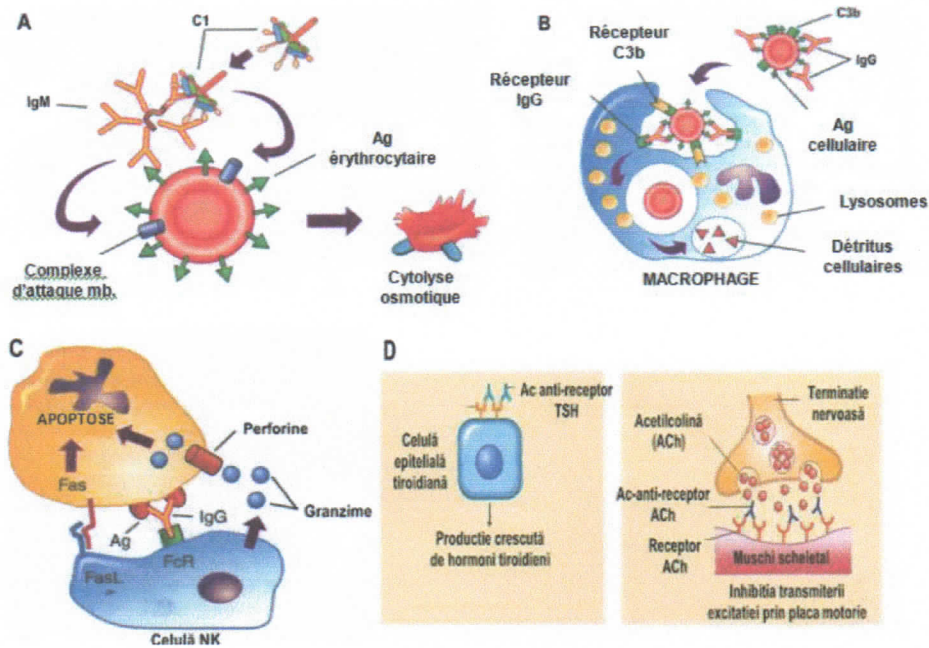 A
C1
IgM
Ag
érythrocytaire
Complexe
d'attaque mb.
Cytolyse
osmotique
B
C3b
Récepteur
C3b
IgG
Récepteur
IgG
Ag
cellulaire
Lysosomes
Détritus
cellulaires
MACROPHAGE
C
APOPTOSE
Perforine
Fas
Granzime
IgG
Ag
FcR
FasL
Celulă NK
D
Ac anti-receptor
TSH
Celulă
epitelială
tiroidiană
Productie crescută
de hormoni tiroidieni
Terminatie
nervoasă
Acetilcolină
(ACh)
Ac-anti-receptor
ACh
Receptor
ACh
Muschi scheletal
Inhibitia transmiterii
excitatiei prin placa motorie